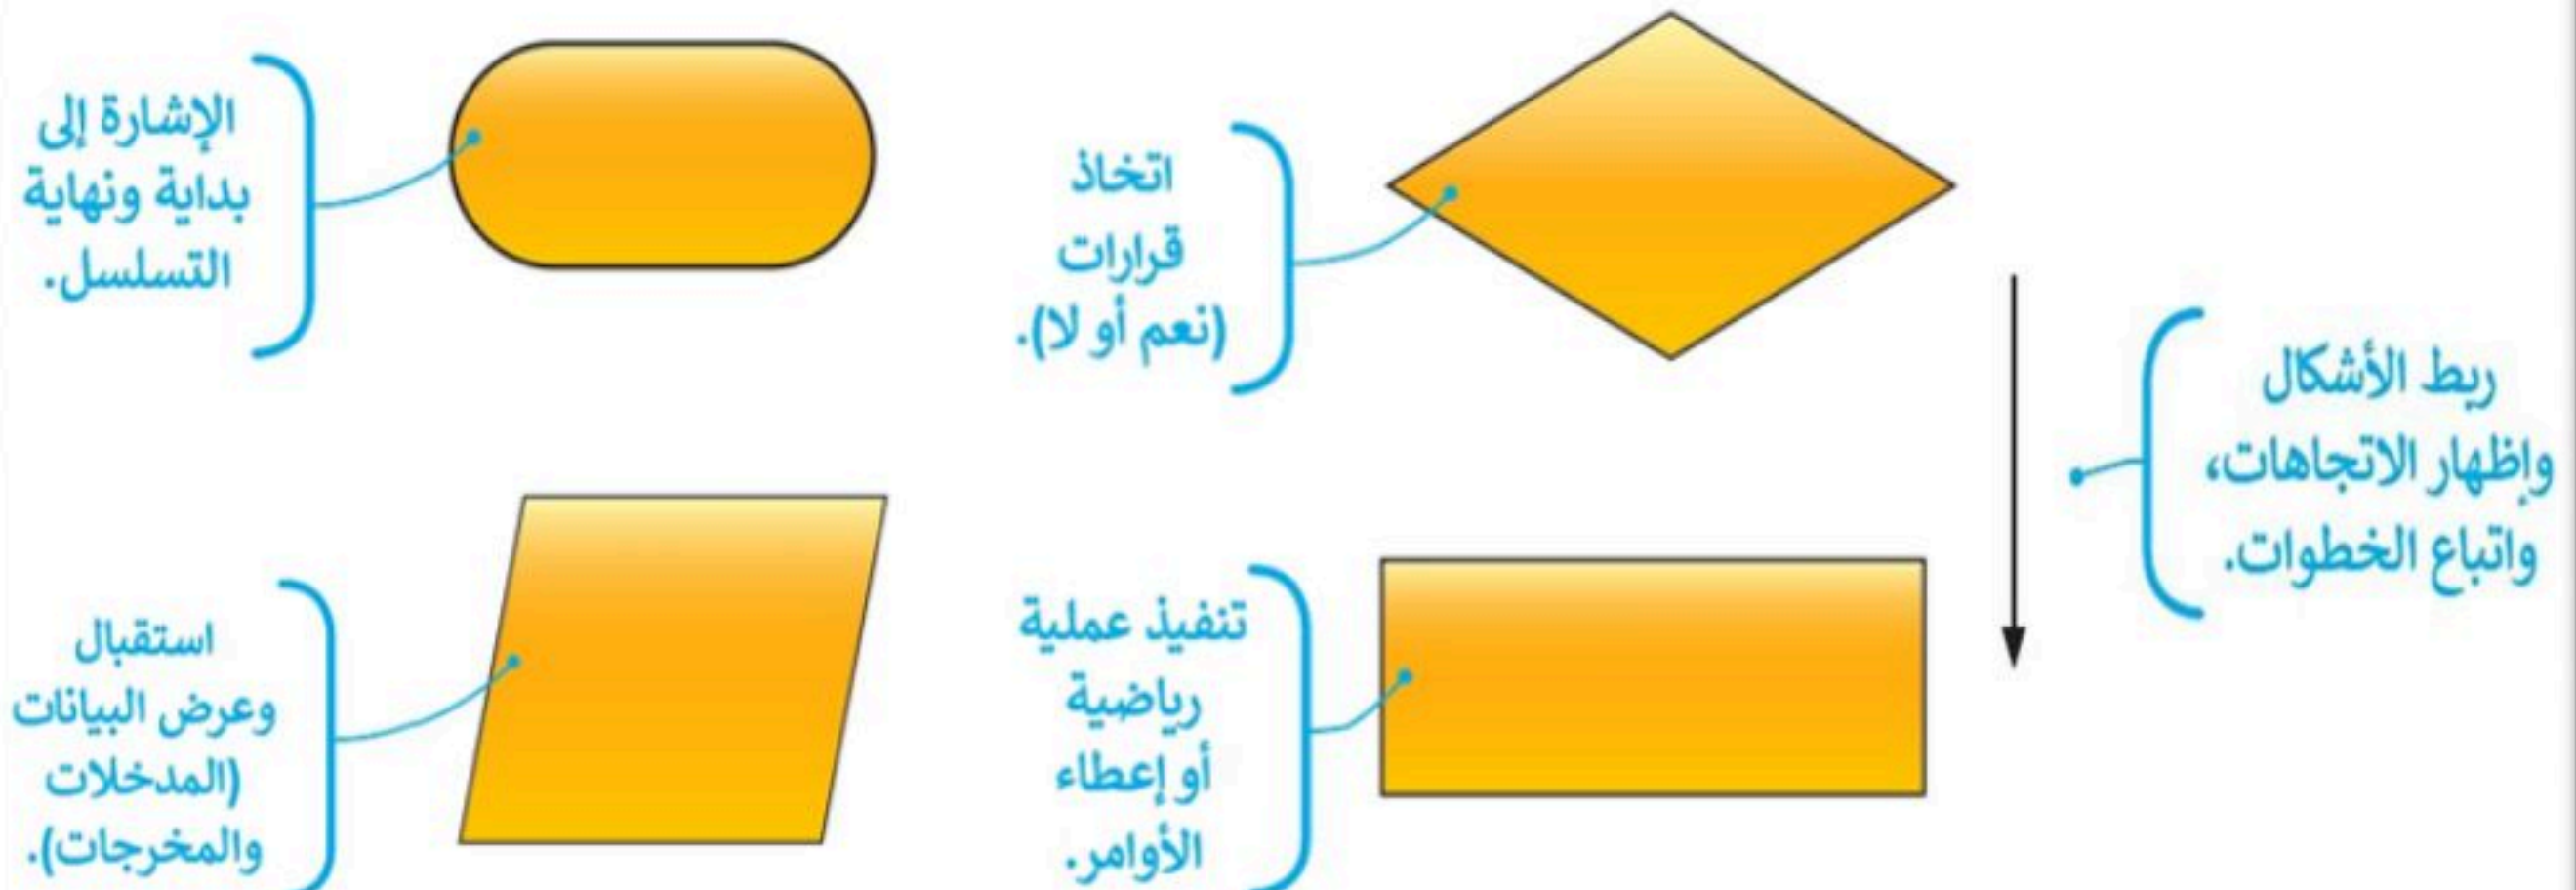 الإشارة إلى
بداية ونهاية
التسلسل.
اتخاذ
قرارات
(نعم أو لا).
ربط الأشكال
وإظهار الاتجاهات،
واتباع الخطوات.
استقبال
وعرض البيانات
(المدخلات
والمخرجات).
تنفيذ عملية
رياضية
أو إعطاء
الأوامر.